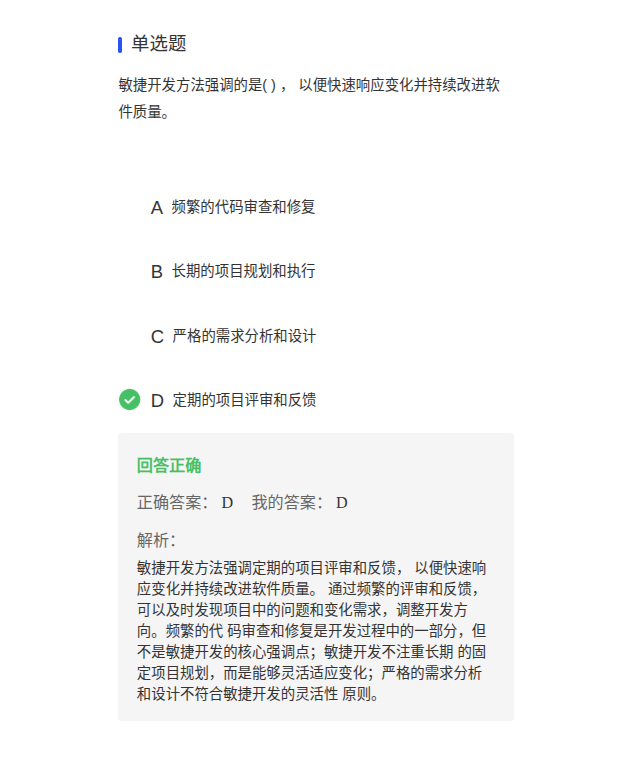 单选题
敏捷开发方法强调的是( ) ， 以便快速响应变化并持续改进软
件质量。
A 频繁的代码审查和修复
B 长期的项目规划和执行
C 严格的需求分析和设计
D 定期的项目评审和反馈
回答正确
正确答案： D 我的答案： D
解析：
敏捷开发方法强调定期的项目评审和反馈， 以便快速响
应变化并持续改进软件质量。 通过频繁的评审和反馈，
可以及时发现项目中的问题和变化需求，调整开发方
向。频繁的代 码审查和修复是开发过程中的一部分，但
不是敏捷开发的核心强调点；敏捷开发不注重长期 的固
定项目规划，而是能够灵活适应变化；严格的需求分析
和设计不符合敏捷开发的灵活性 原则。